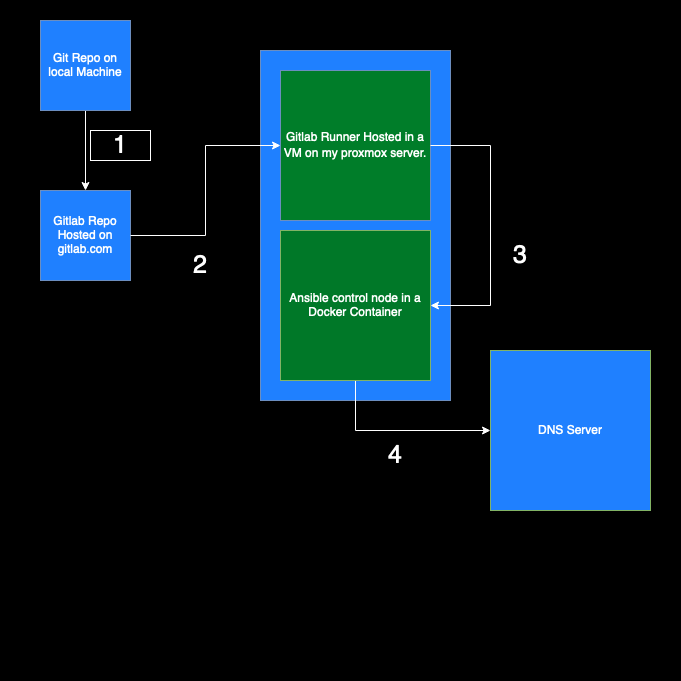 Git Repo on
local Machine
1
Gitlab Repo
Hosted on
gitlab.com
2
Gitlab Runner Hosted in a
VM on my proxmox server.
3
Ansible control node in a
Docker Container
4
DNS Server